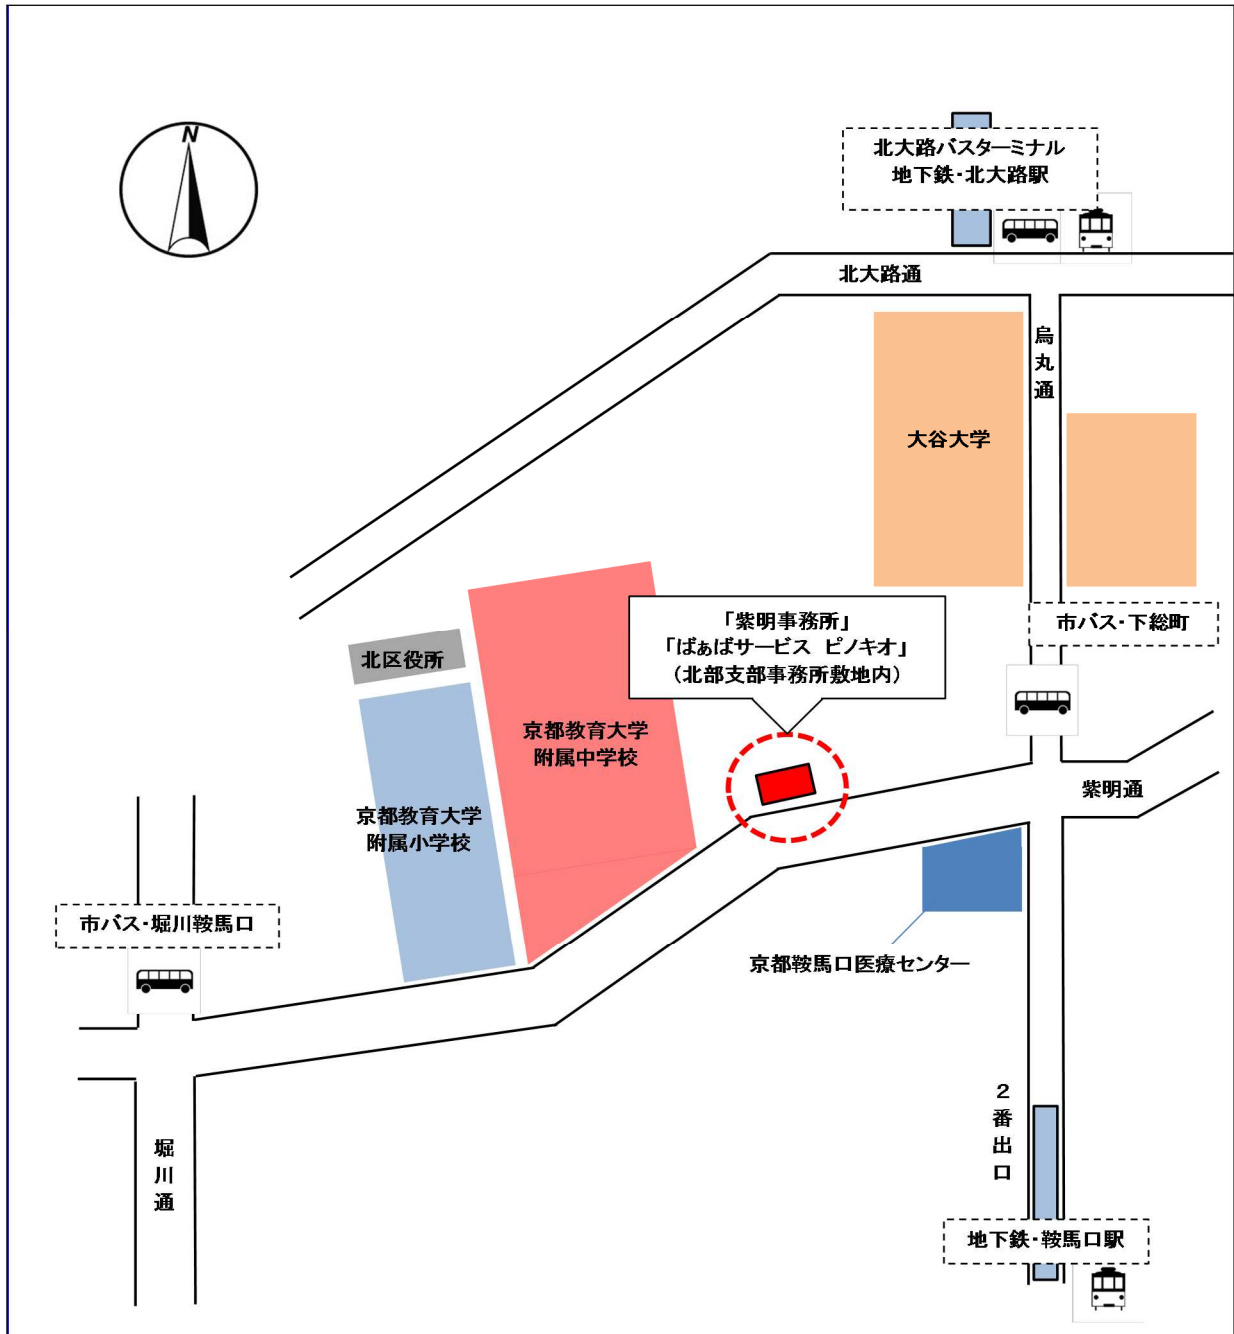 N
北大路バスターミナル
地下鉄・北大路駅
北大路通
烏丸通
大谷大学
「紫明事務所」
「ばぁばサービス ピノキオ」
（北部支部事務所敷地内）
市バス・下総町
北区役所
京都教育大学
附属中学校
紫明通
京都教育大学
附属小学校
市バス・堀川鞍馬口
京都鞍馬口医療センター
2番出口
堀川通
地下鉄・鞍馬口駅